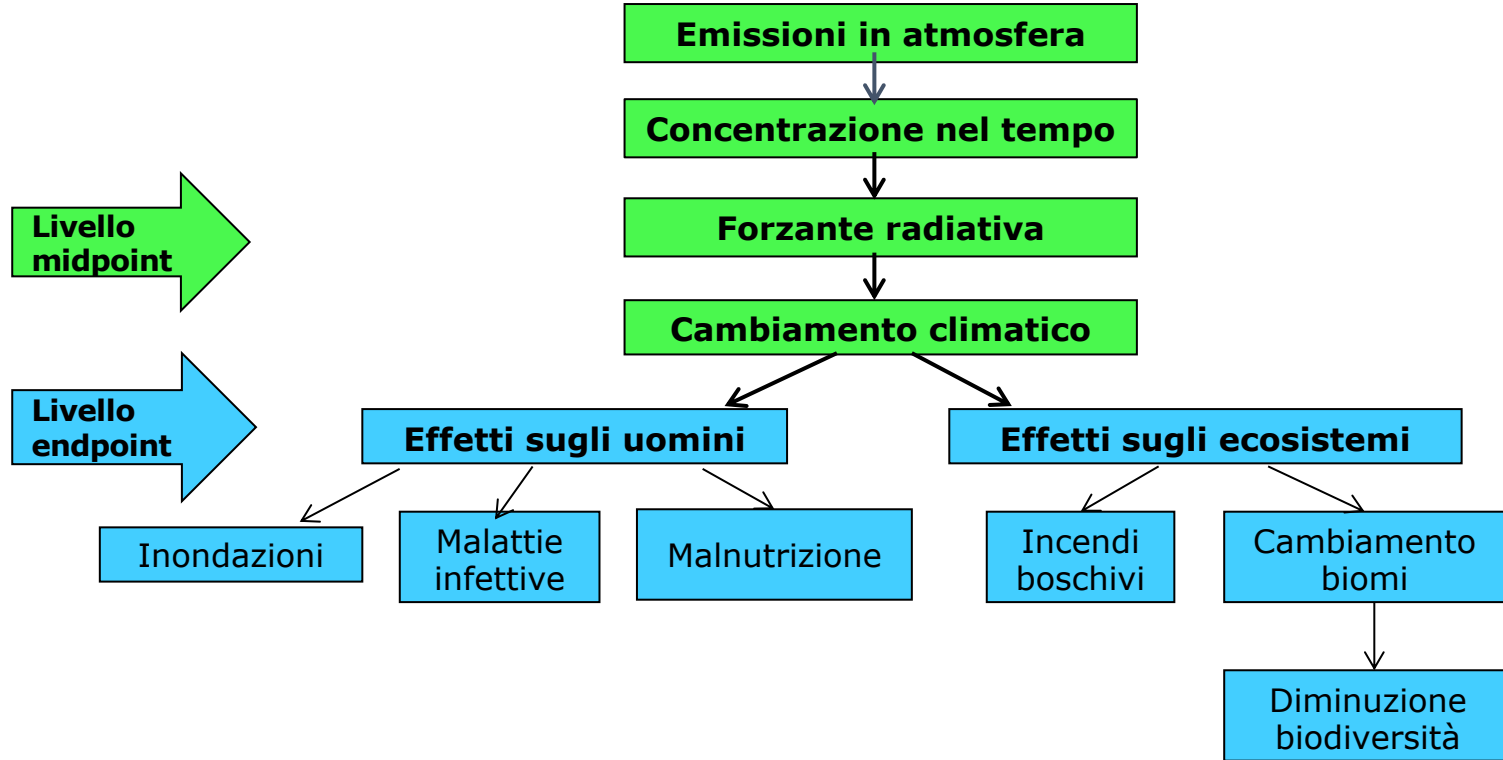 Emissioni in atmosfera
Concentrazione nel tempo
Forzante radiativa
Livello
midpoint
Cambiamento climatico
Livello
endpoint
Effetti sugli uomini
Effetti sugli ecosistemi
Inondazioni
Malattie
infettive
Malnutrizione
Incendi
boschivi
Cambiamento
biomi
Diminuzione
biodiversità